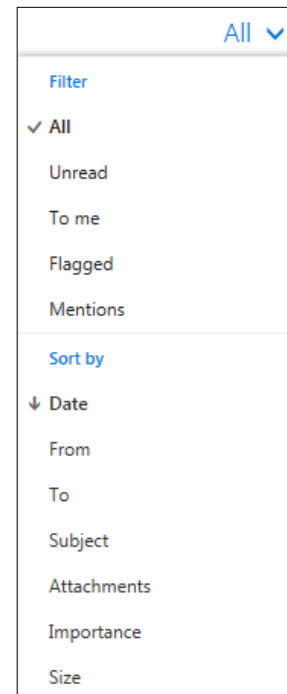 All
Filter
All
Unread
To me
Flagged
Mentions
Sort by
Date
From
To
Subject
Attachments
Importance
Size